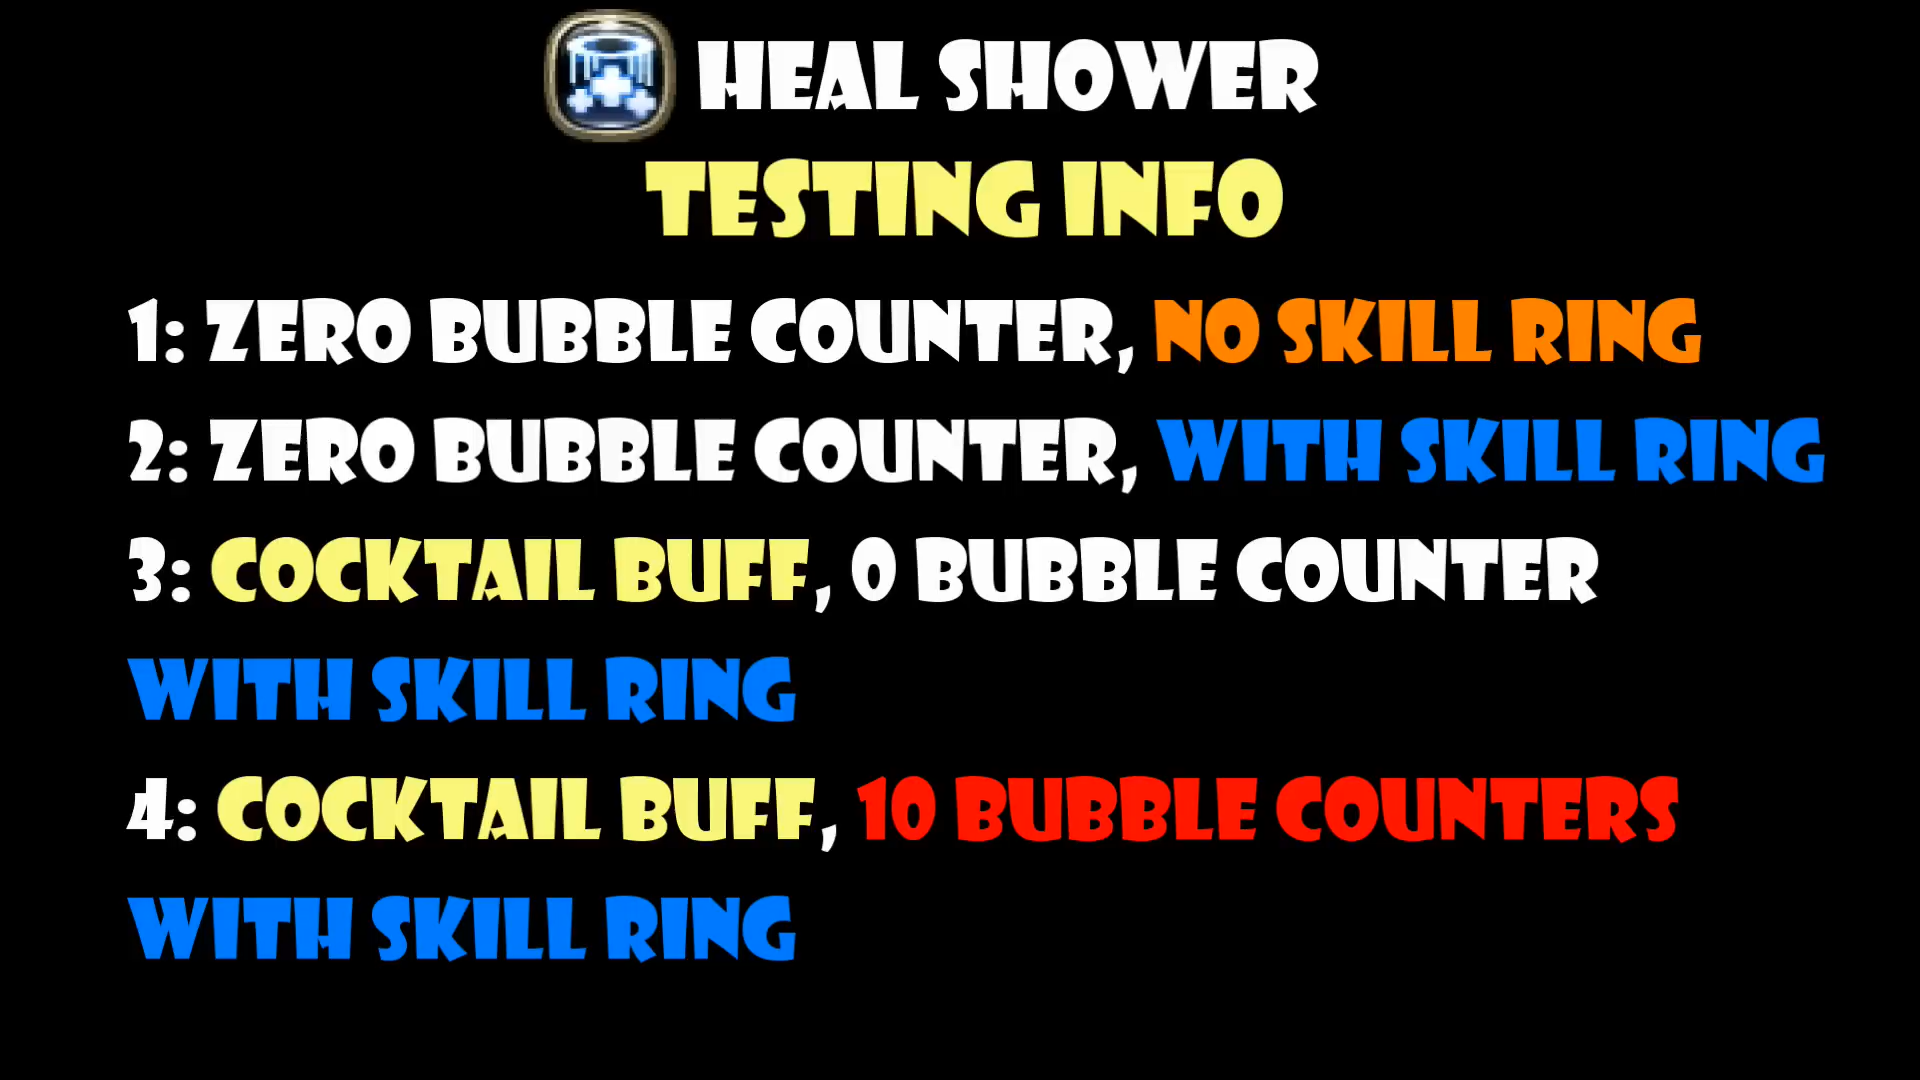 HEAL SHOWER
TESTING INFO
1: ZERO BUBBLE COUNTER, NO SKILL RING
2: ZERO BUBBLE COUNTER, WITH SKILL RING
3: COCKTAIL BUFF, 0 BUBBLE COUNTER
WITH SKILL RING
4: COCKTAIL BUFF, 10 BUBBLE COUNTERS
WITH SKILL RING